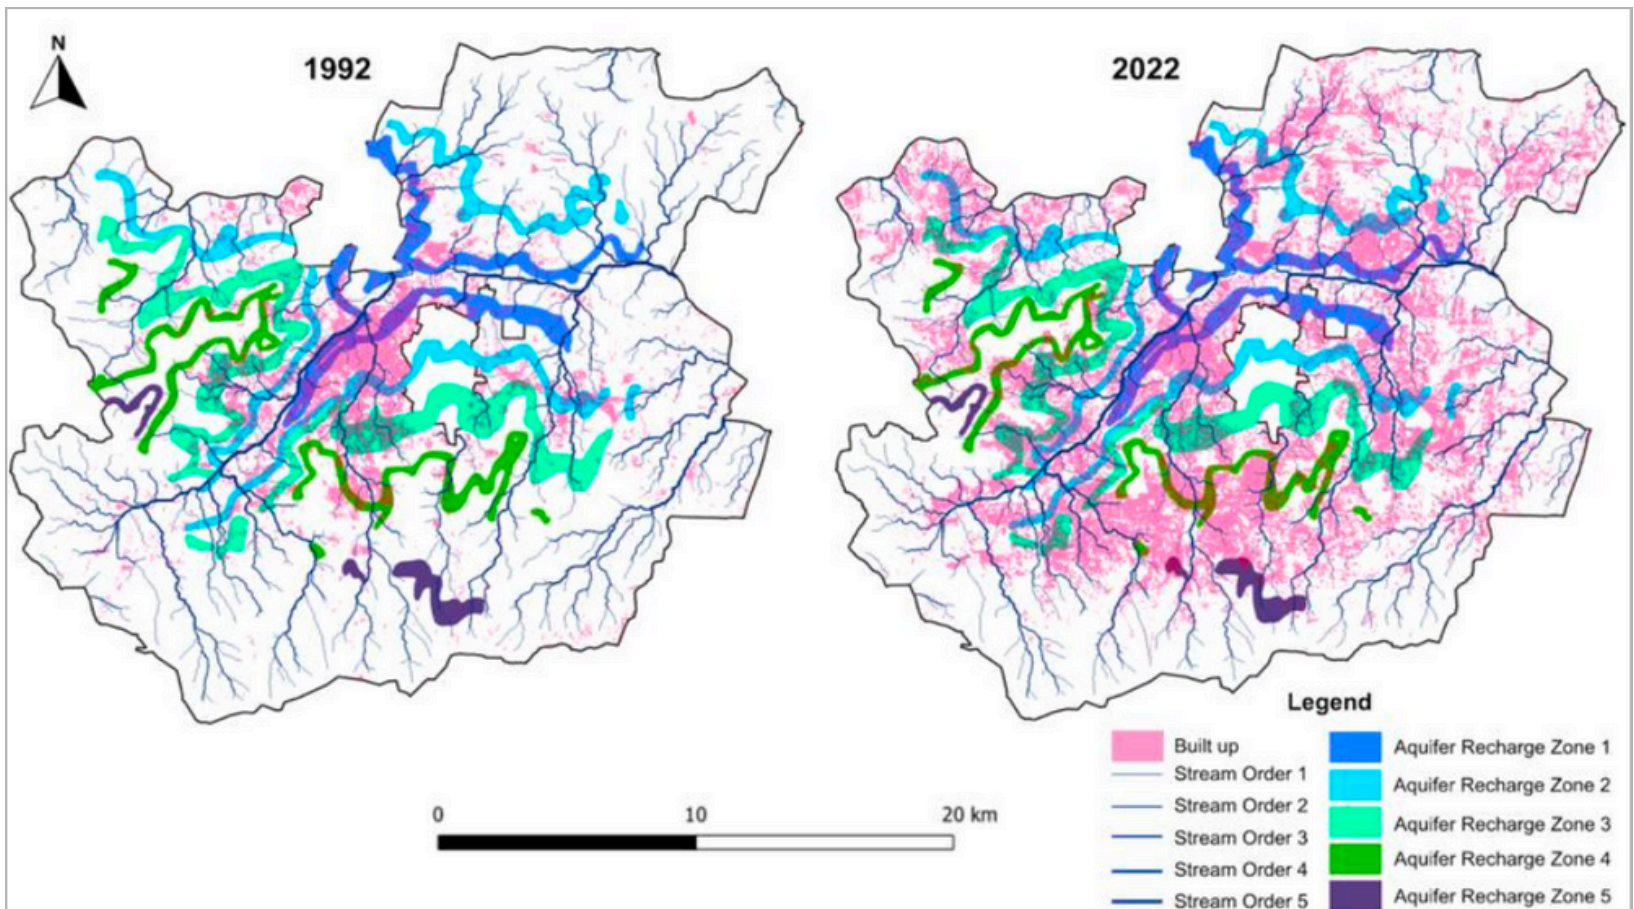 N
1992
2022
Legend
Built up
Stream Order 1
Stream Order 2
Stream Order 3
Stream Order 4
Stream Order 5
Aquifer Recharge Zone 1
Aquifer Recharge Zone 2
Aquifer Recharge Zone 3
Aquifer Recharge Zone 4
Aquifer Recharge Zone 5
0 10 20 km